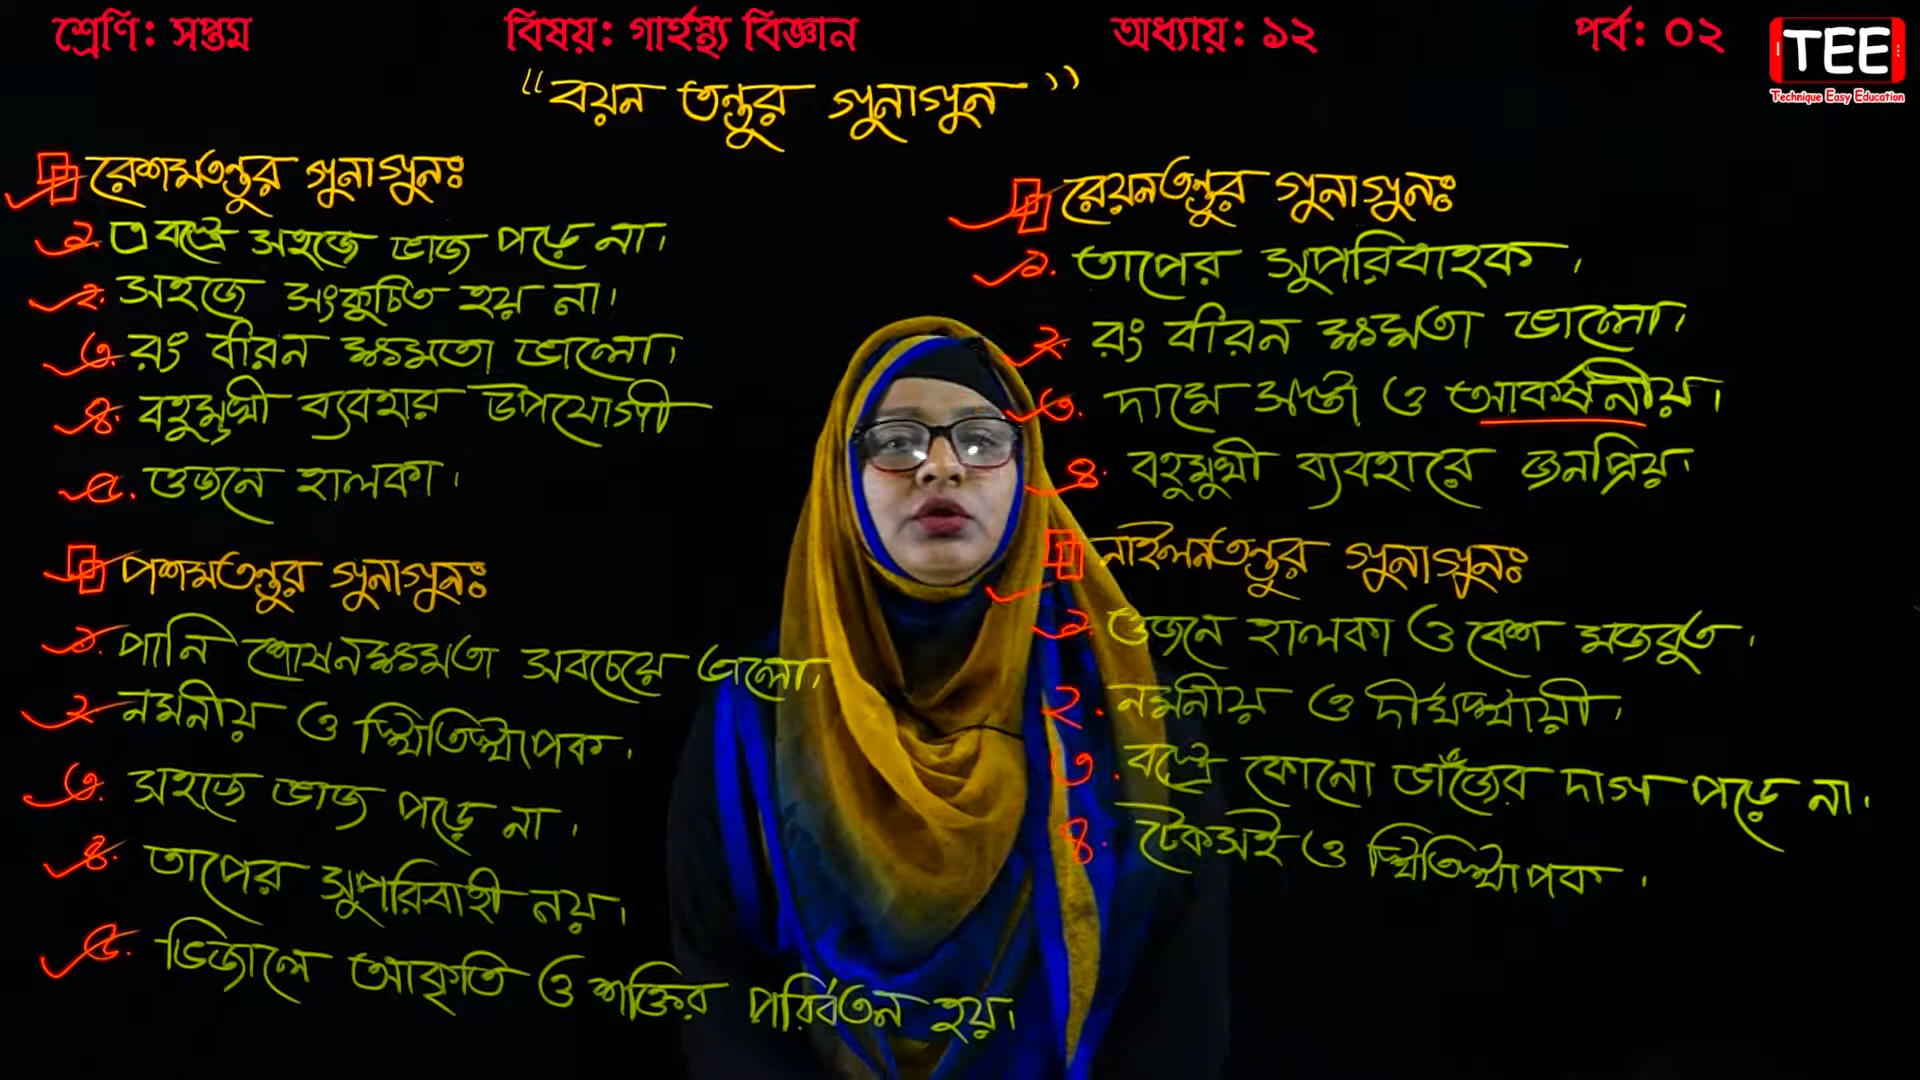 শ্রেণি: সপ্তম
বিষয়: গার্হস্থ্য বিজ্ঞান
অধ্যায়: ১২
পর্ব: ০২
TEE
Technique Easy Education
"বয়ন তন্তুর গুনাগুন"
রেশমতন্তুর গুনাগুনঃ
১. বস্ত্রে সহজে ভাজ পড়ে না।
২. সহজে সংকুচিত হয় না।
৩. রং ধীরন ক্ষমতা ভালো।
৪. বহুমুখী ব্যবহার উপযোগী
৫. ওজনে হালকা।
পশমতন্তুর গুনাগুনঃ
১. পানি শোষনক্ষমতা সবচেয়ে ভালো।
২. নমনীয় ও স্থিতিস্থাপক।
৩. সহজে ভাজ পড়ে না।
৪. তাপের সুপরিবাহী নয়।
৫. ভিজালে আকৃতি ও শক্তির পরির্বতন হয়।
রেয়নতন্তুর গুনাগুনঃ
১. তাপের সুপরিবাহক।
২. রং ধীরন ক্ষমতা ভালো।
৩. দামে সস্তা ও আকর্ষনীয়।
৪. বহুমুখী ব্যবহারে জনপ্রিয়।
নাইলনতন্তুর গুনাগুনঃ
১. ওজনে হালকা ও বেশ মজবুত।
২. নমনীয় ও দীর্ঘস্থায়ী।
৩. বস্ত্রে কোনো ভাঁজের দাগ পড়ে না।
৪. টেকসই ও স্থিতিস্থাপক।